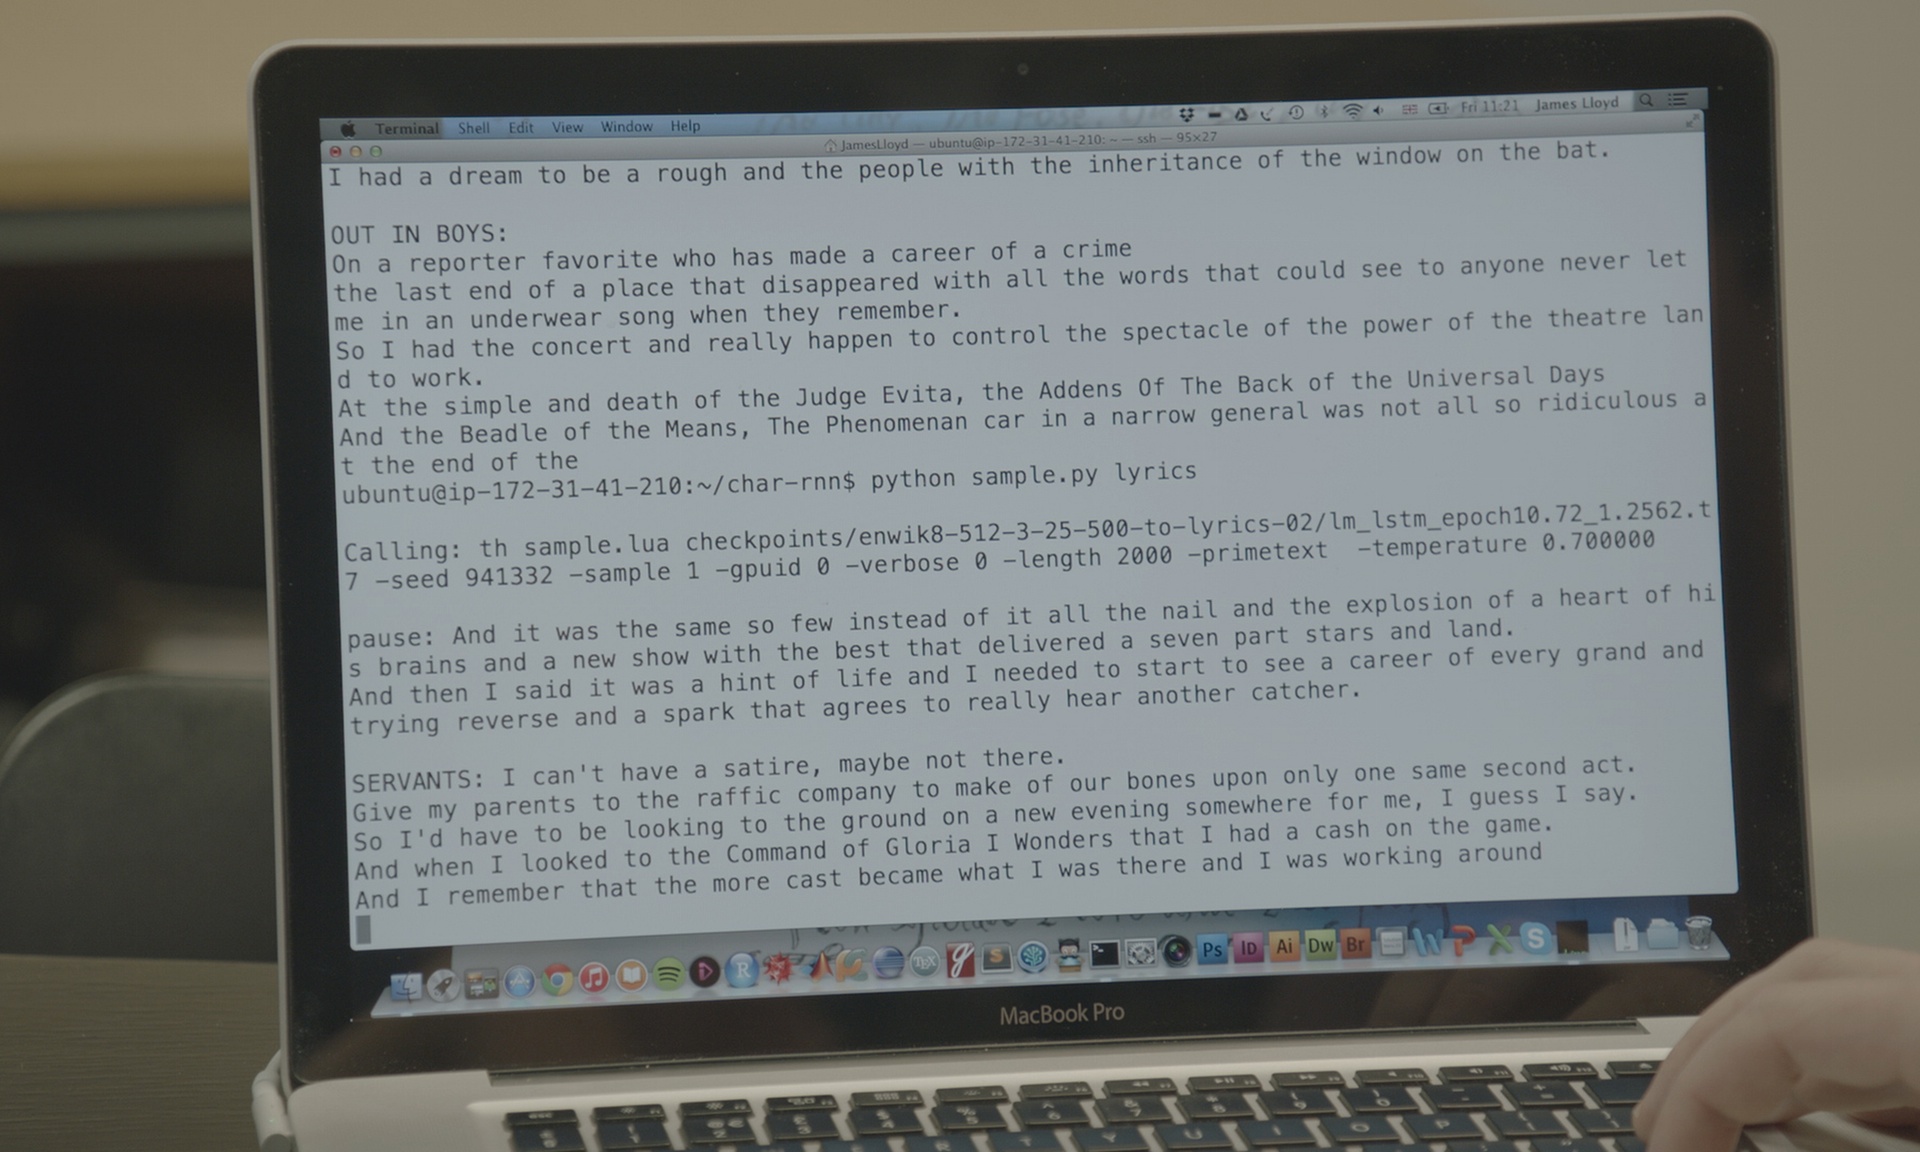 Terminal Shell Edit View Window Help Fri 11:21 James Lloyd
JamesLloyd — ubuntu@ip-172-31-41-210: ~ — ssh — 95×27
I had a dream to be a rough and the people with the inheritance of the window on the bat.
OUT IN BOYS:
On a reporter favorite who has made a career of a crime
the last end of a place that disappeared with all the words that could see to anyone never let
me in an underwear song when they remember.
So I had the concert and really happen to control the spectacle of the power of the theatre lan
d to work.
At the simple and death of the Judge Evita, the Addens Of The Back of the Universal Days
And the Beadle of the Means, The Phenomenan car in a narrow general was not all so ridiculous a
t the end of the
ubuntu@ip-172-31-41-210:~/char-rnn$ python sample.py lyrics
Calling: th sample.lua checkpoints/enwik8-512-3-25-500-to-lyrics-02/lm_lstm_epoch10.72_1.2562.t
7 -seed 941332 -sample 1 -gpuid 0 -verbose 0 -length 2000 -primetext  -temperature 0.700000
pause: And it was the same so few instead of it all the nail and the explosion of a heart of hi
s brains and a new show with the best that delivered a seven part stars and land.
And then I said it was a hint of life and I needed to start to see a career of every grand and
trying reverse and a spark that agrees to really hear another catcher.
SERVANTS: I can't have a satire, maybe not there.
Give my parents to the raffic company to make of our bones upon only one same second act.
So I'd have to be looking to the ground on a new evening somewhere for me, I guess I say.
And when I looked to the Command of Gloria I Wonders that I had a cash on the game.
And I remember that the more cast became what I was there and I was working around
R TEX g S Ps ID Ai Dw Br W P X S
MacBook Pro